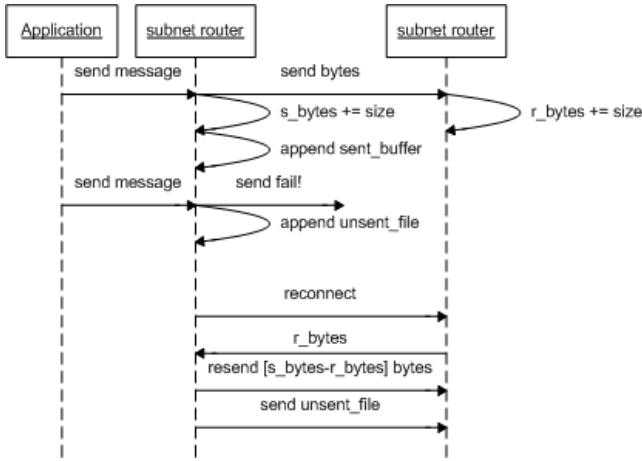 Application
subnet router
subnet router
send message
send bytes
s_bytes += size
r_bytes += size
append sent_buffer
send message
send fail!
append unsent_file
reconnect
r_bytes
resend [s_bytes-r_bytes] bytes
send unsent_file